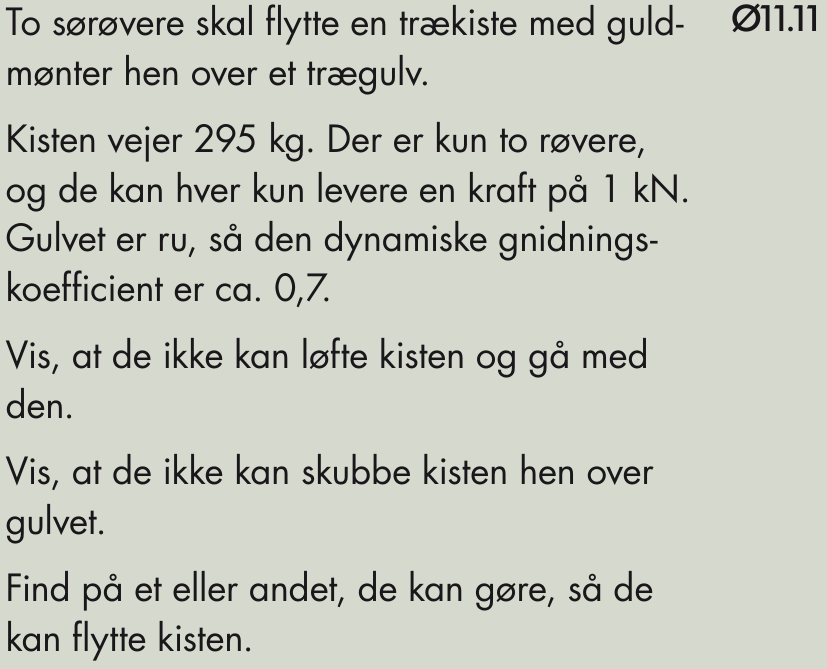 To sørøvere skal flytte en trækiste med guld- Ø11.11
mønter hen over et trægulv.
Kisten vejer 295 kg. Der er kun to røvere,
og de kan hver kun levere en kraft på 1 kN.
Gulvet er ru, så den dynamiske gnidnings-
koefficient er ca. 0,7.
Vis, at de ikke kan løfte kisten og gå med
den.
Vis, at de ikke kan skubbe kisten hen over
gulvet.
Find på et eller andet, de kan gøre, så de
kan flytte kisten.